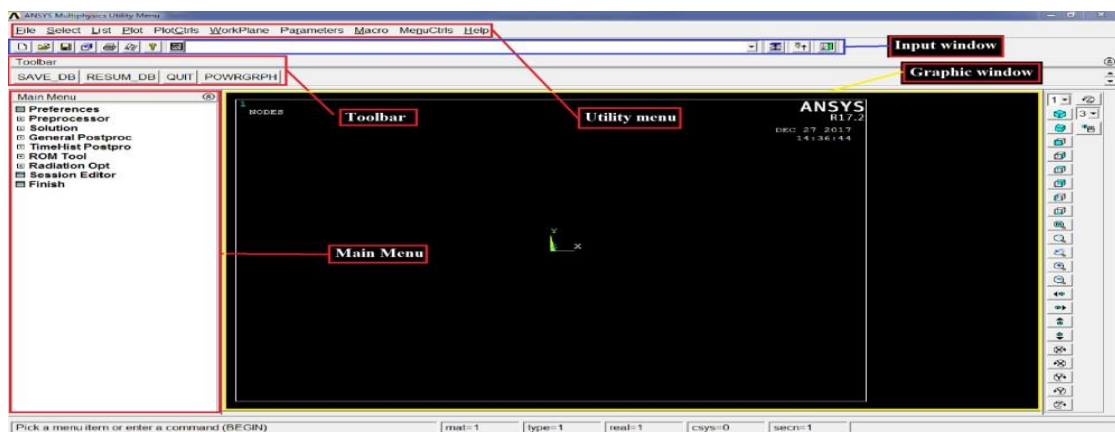 ANSYS Multiphysics Utility Menu
File Select List Plot PlotCtrls WorkPlane Parameters Macro MenuCtrls Help
Input window
Toolbar
SAVE_DB RESUM_DB QUIT POWRGRPH
Graphic window
Main Menu
Preferences
Preprocessor
Solution
General Postproc
TimeHist Postpro
ROM Tool
Radiation Opt
Session Editor
Finish
1
NODES
Toolbar
Utility menu
ANSYS
R17.2
DEC 27 2017
14:36:44
Y
X
Main Menu
1
3
Pick a menu item or enter a command (BEGIN)
mat=1
type=1
real=1
csys=0
secn=1